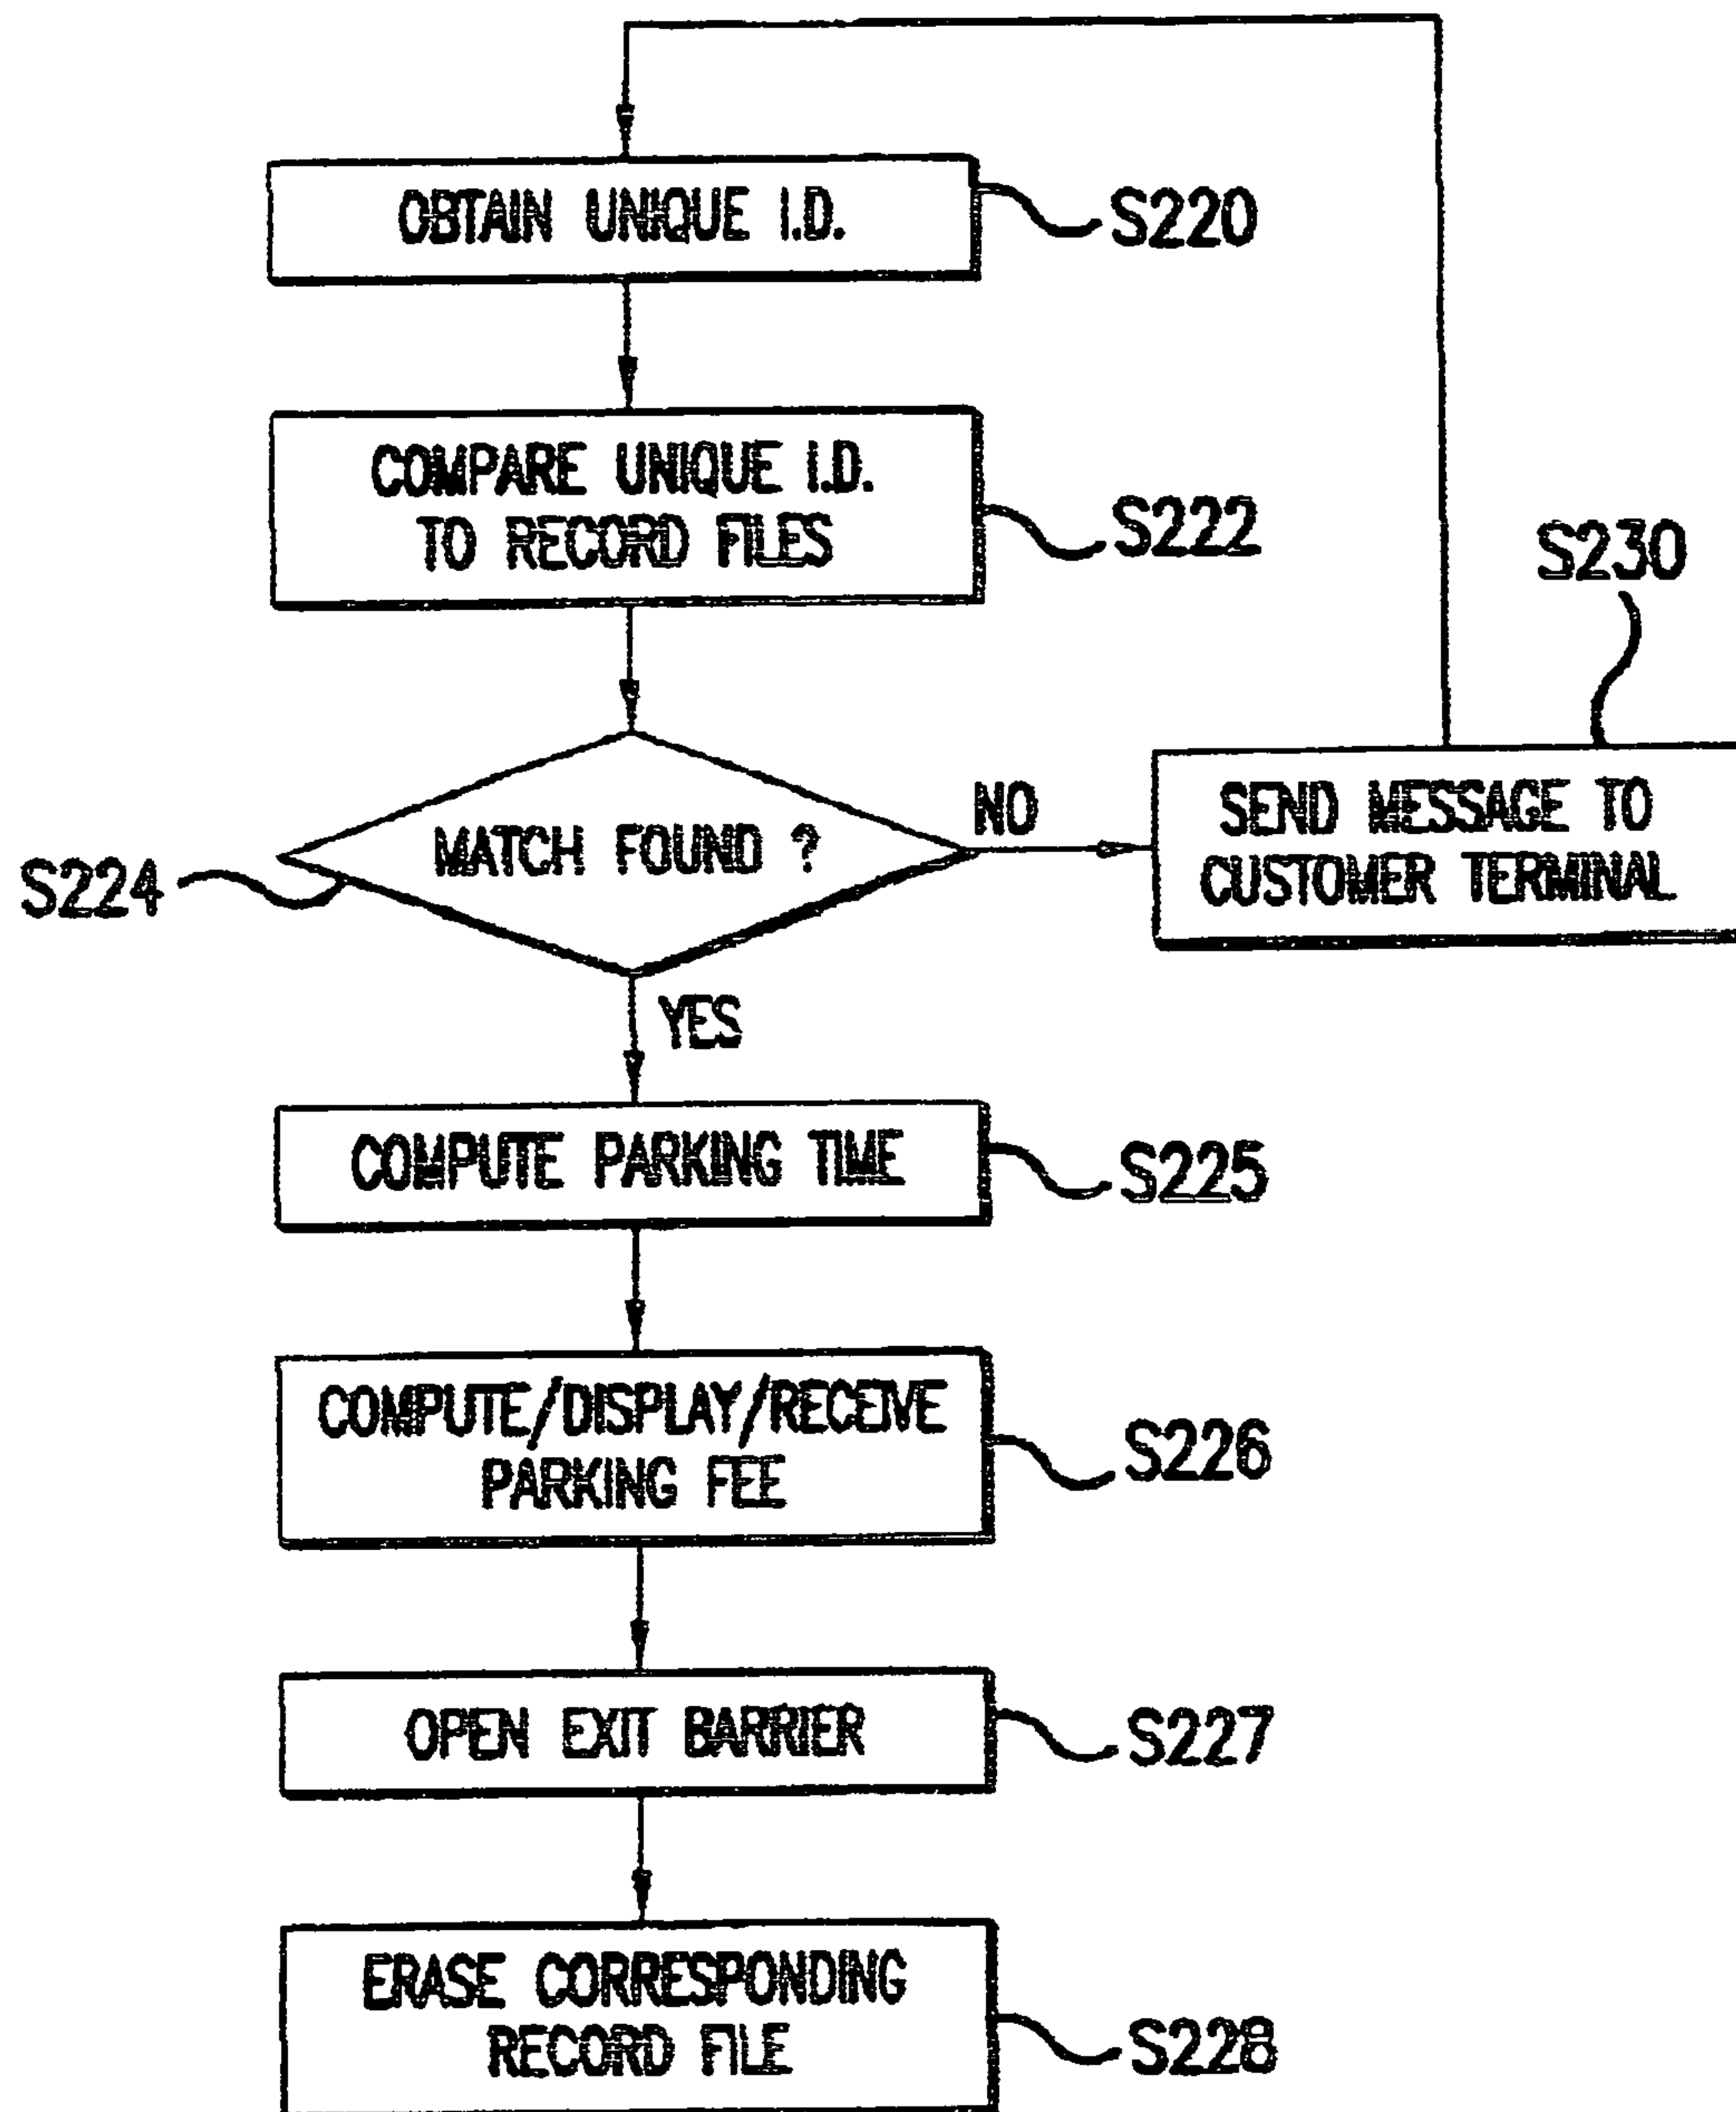 OBTAIN UNIQUE I.D.
S220
COMPARE UNIQUE I.D.
TO RECORD FILES
S222
S230
MATCH FOUND ?
NO
SEND MESSAGE TO
CUSTOMER TERMINAL
S224
YES
COMPUTE PARKING TIME
S225
COMPUTE/DISPLAY/RECEIVE
PARKING FEE
S226
OPEN EXIT BARRIER
S227
ERASE CORRESPONDING
RECORD FILE
S228